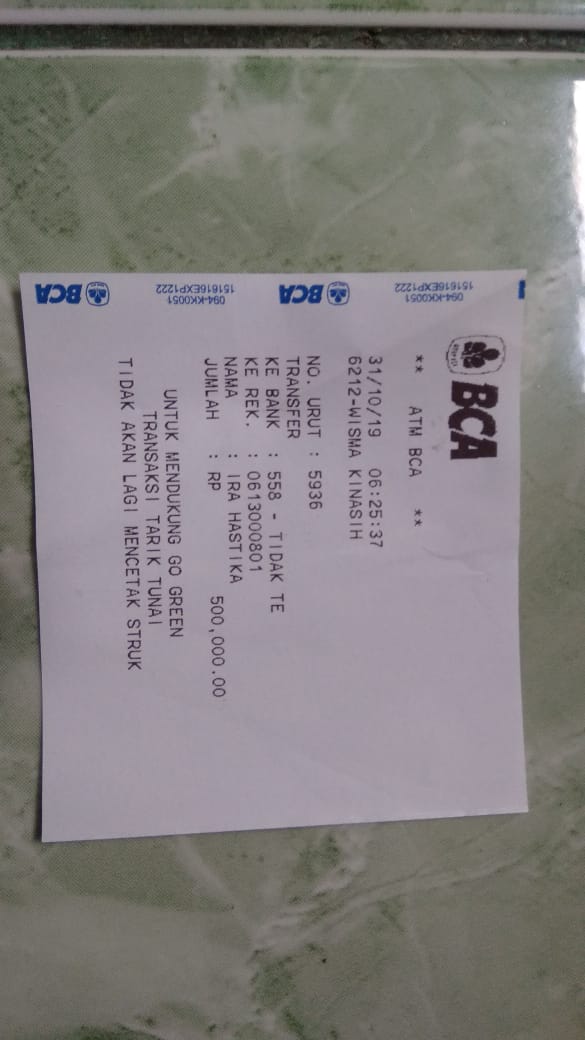 BCA
** ATM BCA **
31/10/19 06:25:37
6212-WISMA KINASIH
NO. URUT : 5936
TRANSFER
KE BANK : 558 - TIDAK TE
KE REK. : 0613000801
NAMA : IRA HASTIKA
JUMLAH : RP 500,000.00
UNTUK MENDUKUNG GO GREEN
TRANSAKSI TARIK TUNAI
TIDAK AKAN LAGI MENCETAK STRUK
BCA
094-KK0051
151616EXP1222
BCA
094-KK0051
151616EXP1222